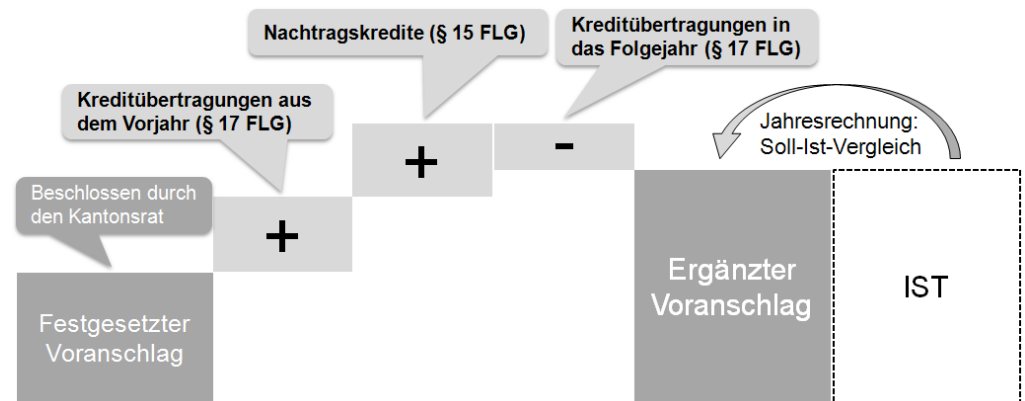 Nachtragskredite (§ 15 FLG)
Kreditübertragungen in
das Folgejahr (§ 17 FLG)
Kreditübertragungen aus
dem Vorjahr (§ 17 FLG)
Jahresrechnung:
Soll-Ist-Vergleich
+
-
Beschlossen durch
den Kantonsrat
+
Ergänzter
Voranschlag
IST
Festgesetzter
Voranschlag